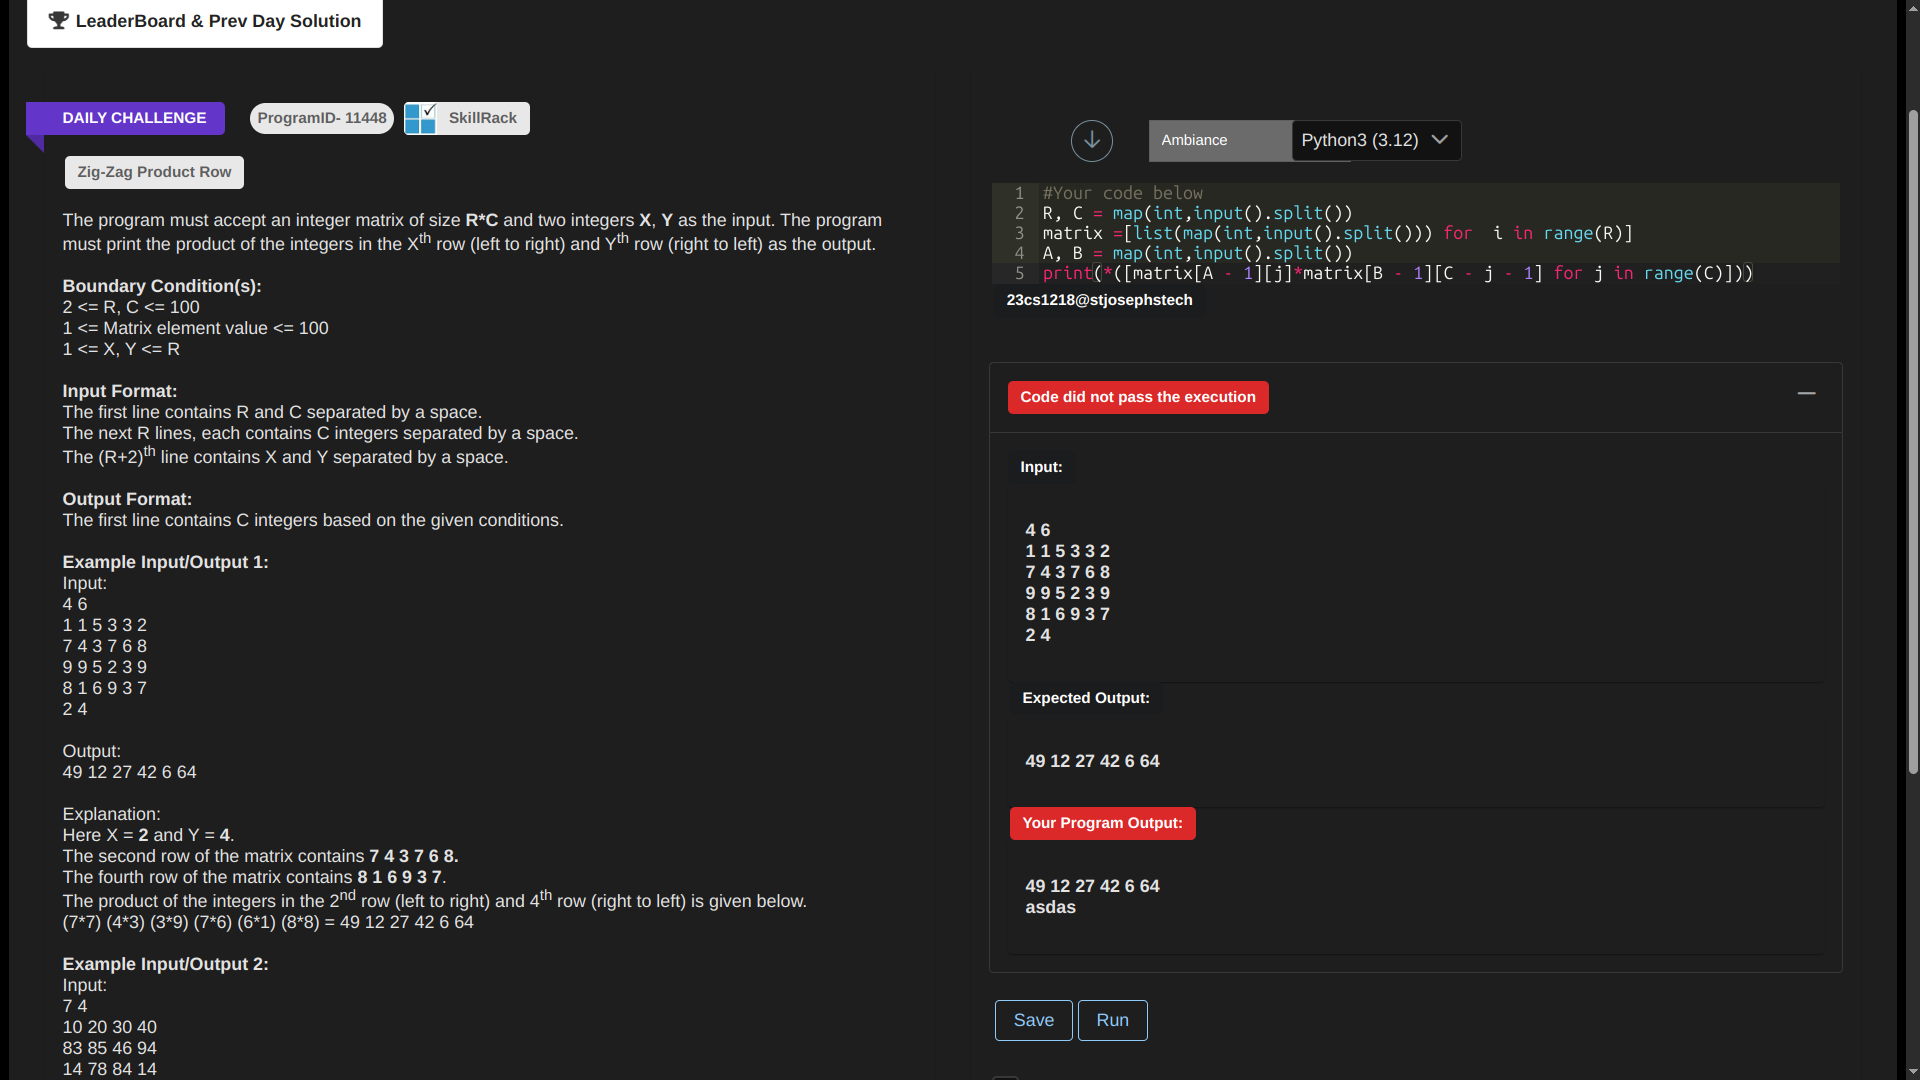 LeaderBoard & Prev Day Solution
DAILY CHALLENGE
ProgramID- 11448
SkillRack
Zig-Zag Product Row
The program must accept an integer matrix of size R*C and two integers X, Y as the input. The program
must print the product of the integers in the Xth row (left to right) and Yth row (right to left) as the output.
Boundary Condition(s):
2 <= R, C <= 100
1 <= Matrix element value <= 100
1 <= X, Y <= R
Input Format:
The first line contains R and C separated by a space.
The next R lines, each contains C integers separated by a space.
The (R+2)th line contains X and Y separated by a space.
Output Format:
The first line contains C integers based on the given conditions.
Example Input/Output 1:
Input:
4 6
1 1 5 3 3 2
7 4 3 7 6 8
9 9 5 2 3 9
8 1 6 9 3 7
2 4
Output:
49 12 27 42 6 64
Explanation:
Here X = 2 and Y = 4.
The second row of the matrix contains 7 4 3 7 6 8.
The fourth row of the matrix contains 8 1 6 9 3 7.
The product of the integers in the 2nd row (left to right) and 4th row (right to left) is given below.
(7*7) (4*3) (3*9) (7*6) (6*1) (8*8) = 49 12 27 42 6 64
Example Input/Output 2:
Input:
7 4
10 20 30 40
83 85 46 94
14 78 84 14
Ambiance
Python3 (3.12)
1 #Your code below
2 R, C = map(int,input().split())
3 matrix =[list(map(int,input().split())) for  i in range(R)]
4 A, B = map(int,input().split())
5 print(*([matrix[A - 1][j]*matrix[B - 1][C - j - 1] for j in range(C)]))
23cs1218@stjosephstech
Code did not pass the execution
Input:
4 6
1 1 5 3 3 2
7 4 3 7 6 8
9 9 5 2 3 9
8 1 6 9 3 7
2 4
Expected Output:
49 12 27 42 6 64
Your Program Output:
49 12 27 42 6 64
asdas
Save
Run